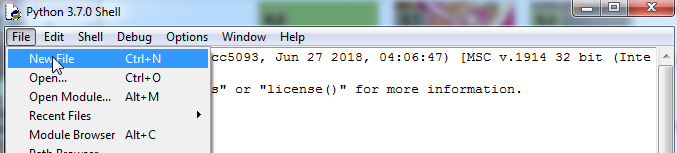 Python 3.7.0 Shell
File Edit Shell Debug Options Window Help
New File Ctrl+N
cc5093, Jun 27 2018, 04:06:47) [MSC v.1914 32 bit (Inte
Open... Ctrl+O
Open Module... Alt+M
s" or "license()" for more information.
Recent Files
Module Browser Alt+C